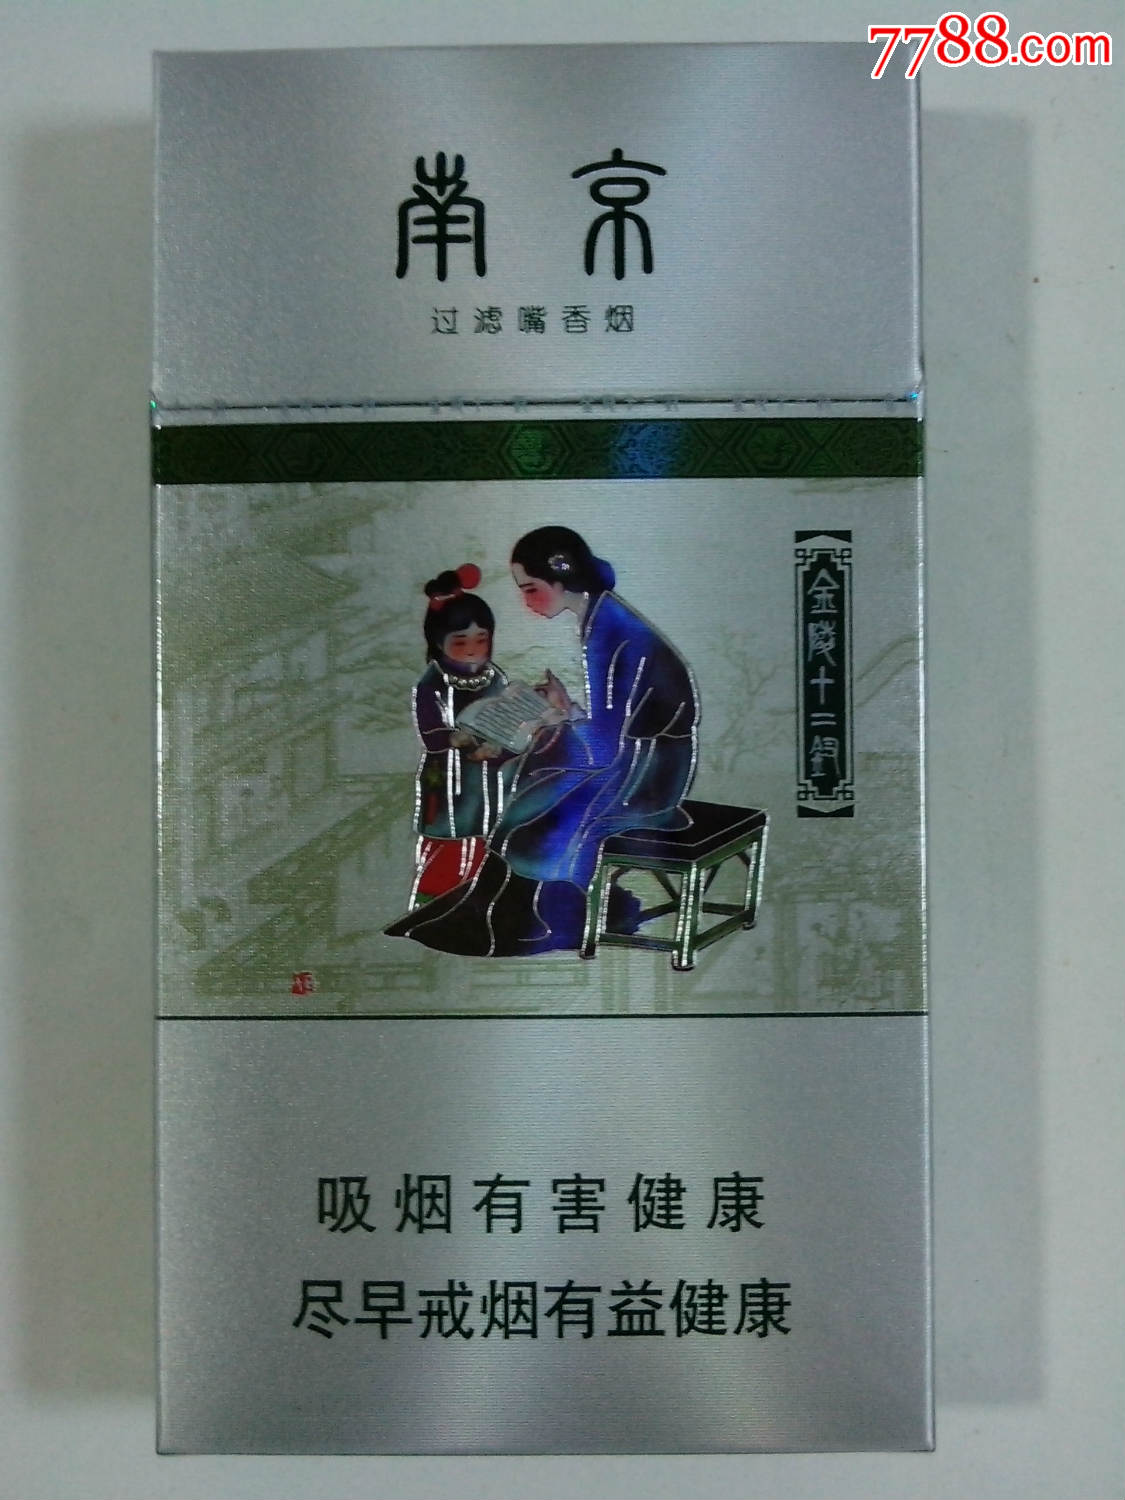 7788.com
南京
过滤嘴香烟
金陵十二钗
吸烟有害健康
尽早戒烟有益健康